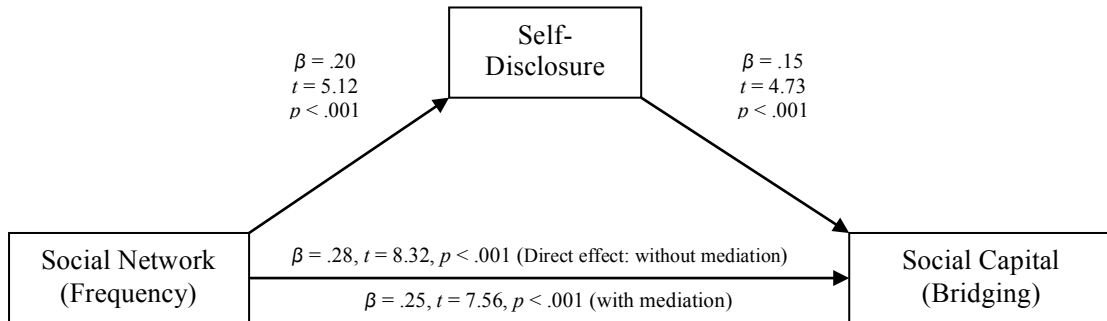 Self-
Disclosure
β = .20
t = 5.12
p < .001
β = .15
t = 4.73
p < .001
Social Network
(Frequency)
β = .28, t = 8.32, p < .001 (Direct effect: without mediation)
β = .25, t = 7.56, p < .001 (with mediation)
Social Capital
(Bridging)